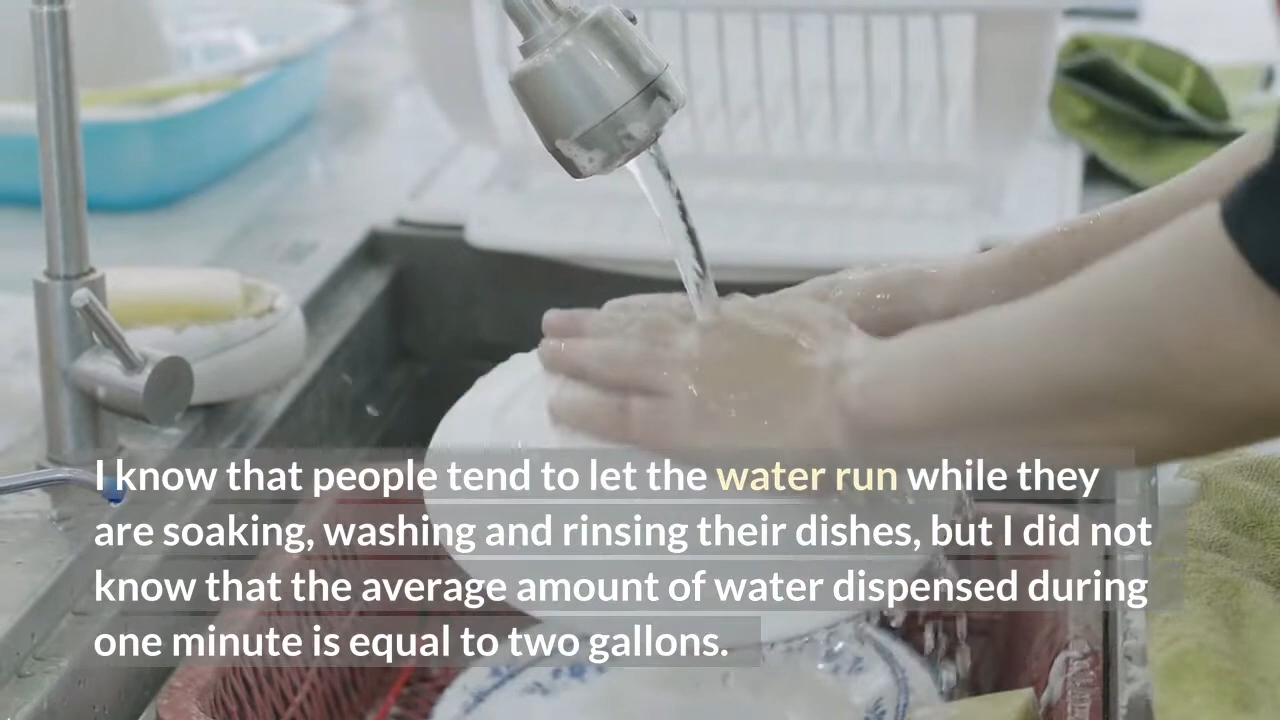 I know that people tend to let the water run while they
are soaking, washing and rinsing their dishes, but I did not
know that the average amount of water dispensed during
one minute is equal to two gallons.